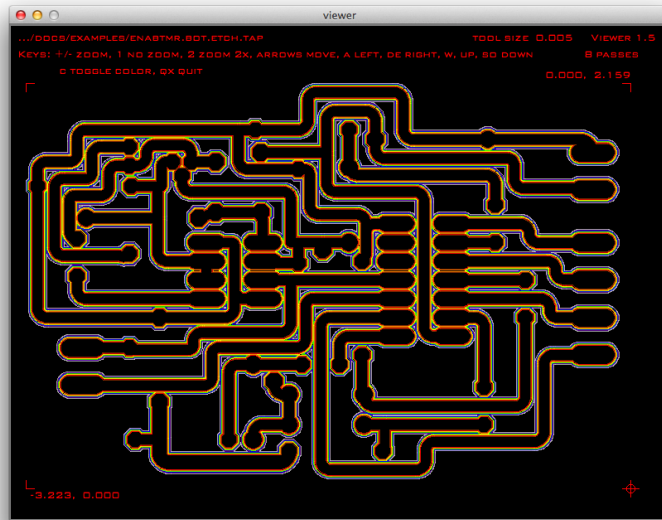 viewer
.../DOCS/EXAMPLES/ENABTMR.BOT.ETCH.TAP TOOL SIZE 0.005 VIEWER 1.5
KEYS: +/- ZOOM, 1 NO ZOOM, 2 ZOOM 2X, ARROWS MOVE, A LEFT, DE RIGHT, W, UP, SO DOWN 8 PASSES
C TOGGLE COLOR, QX QUIT
0.000, 2.159
-3.223, 0.000